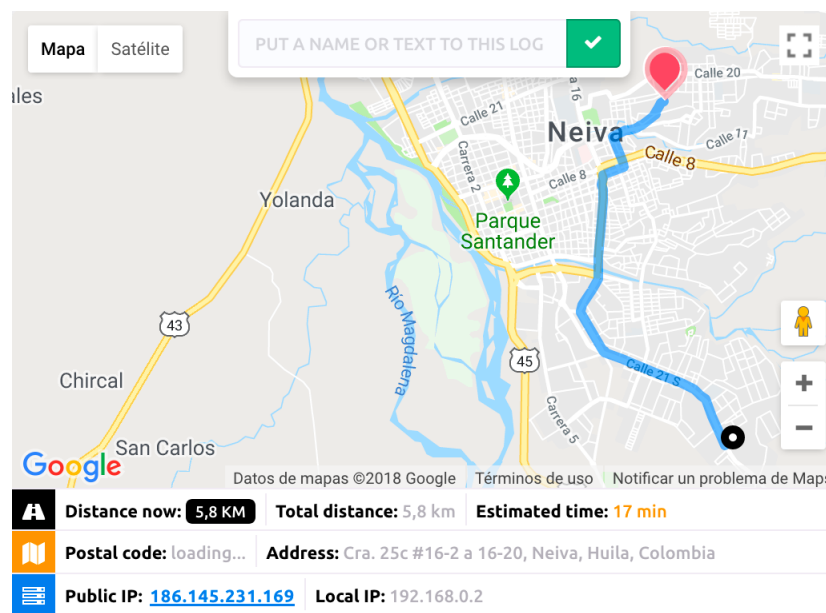 Mapa Satélite
PUT A NAME OR TEXT TO THIS LOG
Calle 20
ales
16
Calle 21
Neiva
Calle 11
Calle 8
Carrera 2
Calle 8
Yolanda
Parque
Santander
Río Magdalena
43
45
Calle 21 S
Chircal
Carrera 5
San Carlos
Google
Datos de mapas ©2018 Google Términos de uso Notificar un problema de Maps
Distance now: 5,8 KM Total distance: 5,8 km Estimated time: 17 min
Postal code: loading... Address: Cra. 25c #16-2 a 16-20, Neiva, Huila, Colombia
Public IP: 186.145.231.169 Local IP: 192.168.0.2